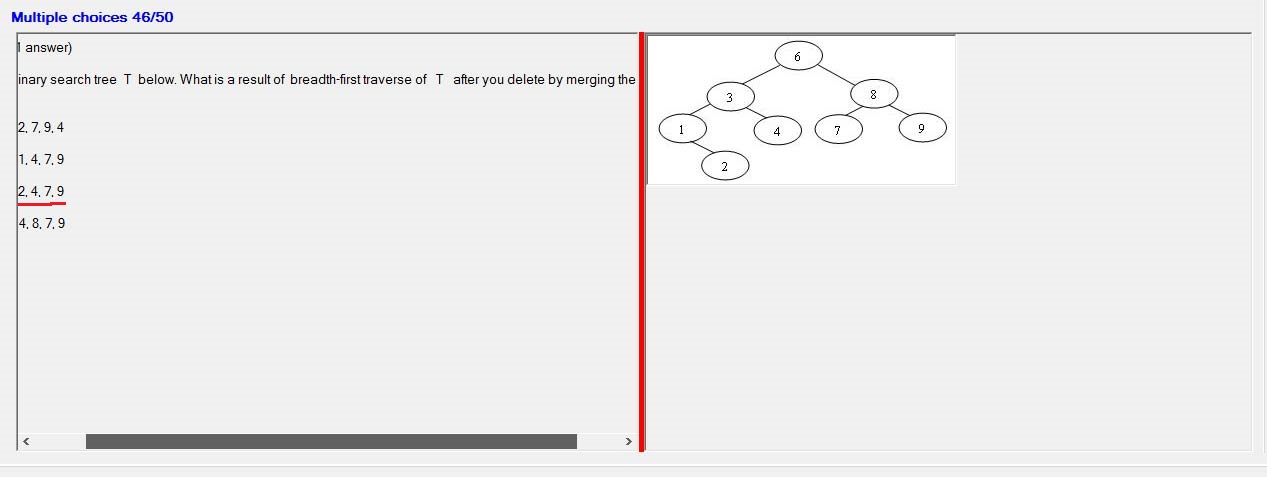 Multiple choices 46/50
1 answer)
inary search tree T below. What is a result of breadth-first traverse of T after you delete by merging the
2, 7, 9, 4
1, 4, 7, 9
2, 4, 7, 9
4, 8, 7, 9
6
3
8
1
4
7
9
2